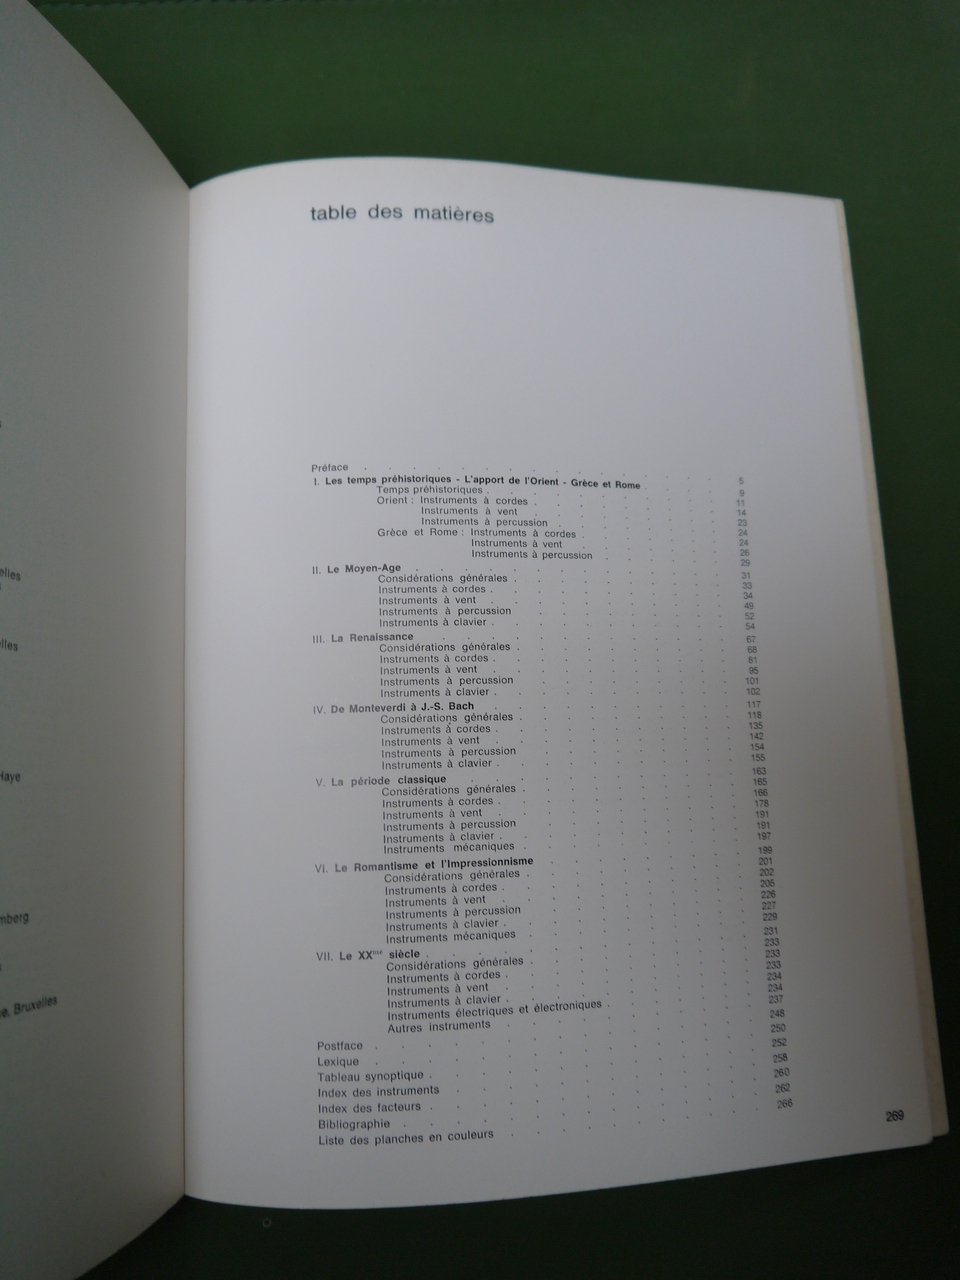 elles
elles
Haye
mberg
e, Bruxelles
table des matières
Préface . . . 5
I. Les temps préhistoriques - L'apport de l'Orient - Grèce et Rome . . . 9
Temps préhistoriques . . . 11
Orient : Instruments à cordes . . . 14
Instruments à vent . . . 23
Instruments à percussion . . . 24
Grèce et Rome : Instruments à cordes . . . 24
Instruments à vent . . . 26
Instruments à percussion . . . 29
II. Le Moyen-Age . . . 31
Considérations générales . . . 33
Instruments à cordes . . . 34
Instruments à vent . . . 49
Instruments à percussion . . . 52
Instruments à clavier . . . 54
III. La Renaissance . . . 67
Considérations générales . . . 68
Instruments à cordes . . . 81
Instruments à vent . . . 95
Instruments à percussion . . . 101
Instruments à clavier . . . 102
IV. De Monteverdi à J.-S. Bach . . . 117
Considérations générales . . . 118
Instruments à cordes . . . 135
Instruments à vent . . . 142
Instruments à percussion . . . 154
Instruments à clavier . . . 155
V. La période classique . . . 163
Considérations générales . . . 165
Instruments à cordes . . . 166
Instruments à vent . . . 178
Instruments à percussion . . . 191
Instruments à clavier . . . 191
Instruments mécaniques . . . 197
VI. Le Romantisme et l'Impressionnisme . . . 199
Considérations générales . . . 201
Instruments à cordes . . . 202
Instruments à vent . . . 205
Instruments à percussion . . . 226
Instruments à clavier . . . 227
Instruments mécaniques . . . 229
VII. Le XXme siècle . . . 231
Considérations générales . . . 233
Instruments à cordes . . . 233
Instruments à vent . . . 233
Instruments à clavier . . . 234
Instruments électriques et électroniques . . . 234
Autres instruments . . . 237
Postface . . . 248
Lexique . . . 250
Tableau synoptique . . . 252
Index des instruments . . . 258
Index des facteurs . . . 260
Bibliographie . . . 262
Liste des planches en couleurs . . . 266
269